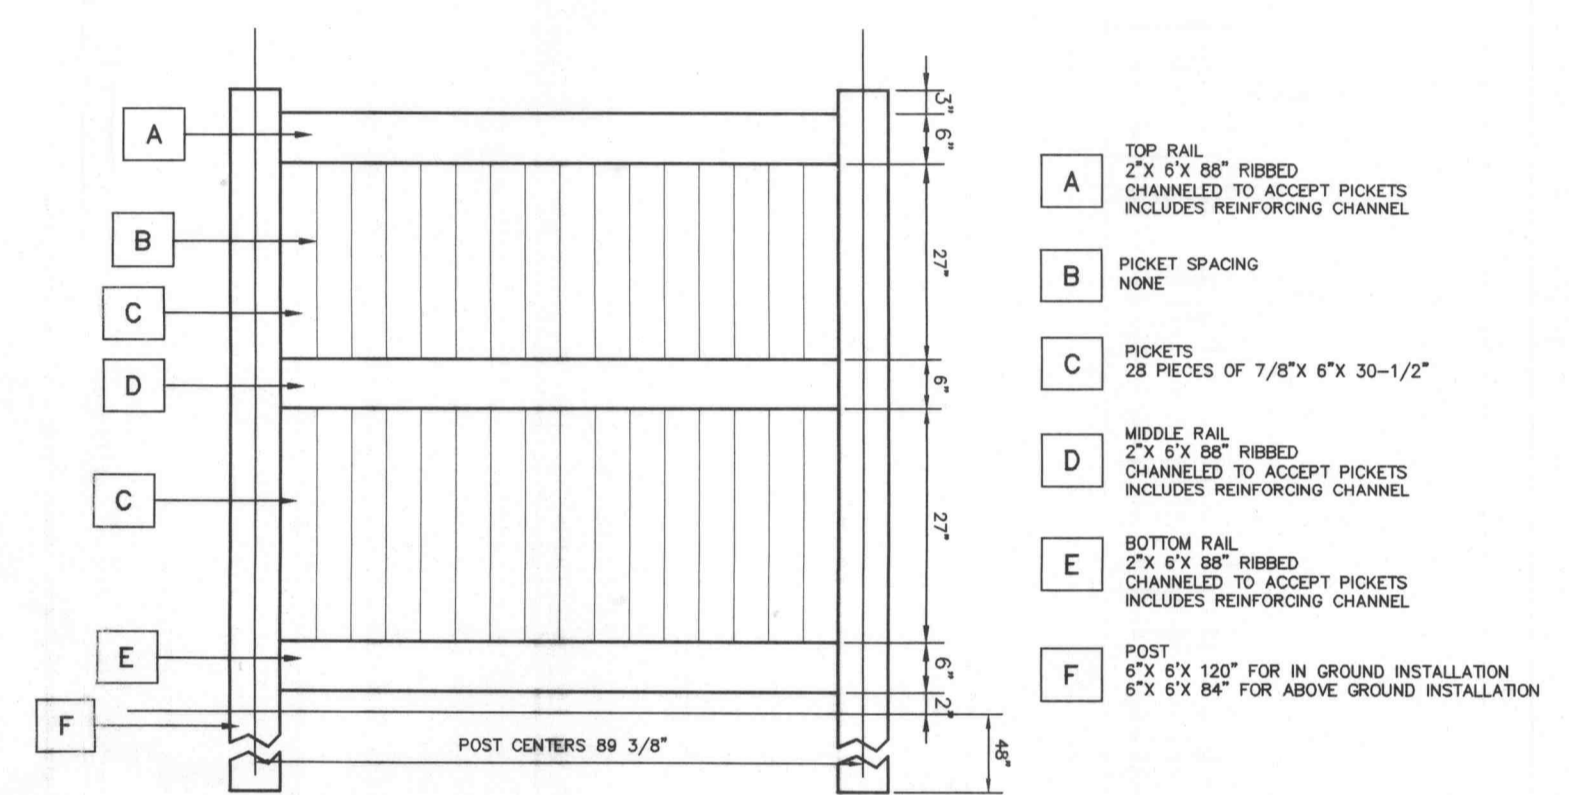 A
B
C
D
C
E
F
3"
6"
27"
6"
27"
6"
2"
48"
POST CENTERS 89 3/8"
A
TOP RAIL
2"X 6'X 88" RIBBED
CHANNELED TO ACCEPT PICKETS
INCLUDES REINFORCING CHANNEL
B
PICKET SPACING
NONE
C
PICKETS
28 PIECES OF 7/8"X 6"X 30-1/2"
D
MIDDLE RAIL
2"X 6'X 88" RIBBED
CHANNELED TO ACCEPT PICKETS
INCLUDES REINFORCING CHANNEL
E
BOTTOM RAIL
2"X 6'X 88" RIBBED
CHANNELED TO ACCEPT PICKETS
INCLUDES REINFORCING CHANNEL
F
POST
6"X 6'X 120" FOR IN GROUND INSTALLATION
6"X 6'X 84" FOR ABOVE GROUND INSTALLATION